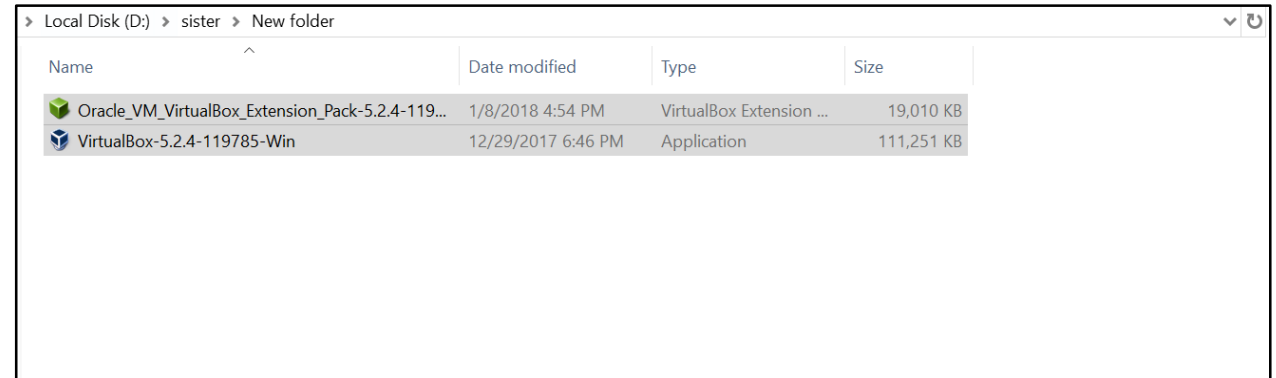 > Local Disk (D:) > sister > New folder
Name Date modified Type Size
Oracle_VM_VirtualBox_Extension_Pack-5.2.4-119... 1/8/2018 4:54 PM VirtualBox Extension ... 19,010 KB
VirtualBox-5.2.4-119785-Win 12/29/2017 6:46 PM Application 111,251 KB